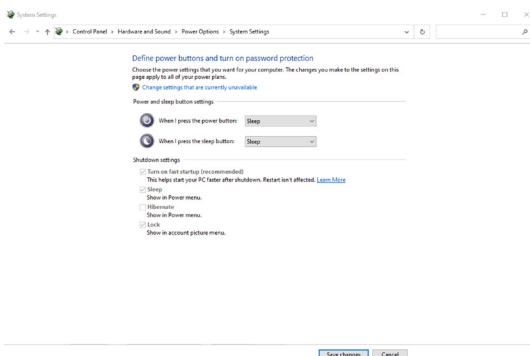 System Settings
Control Panel > Hardware and Sound > Power Options > System Settings
Define power buttons and turn on password protection
Choose the power settings that you want for your computer. The changes you make to the settings on this
page apply to all of your power plans.
Change settings that are currently unavailable
Power and sleep button settings
When I press the power button: Sleep
When I press the sleep button: Sleep
Shutdown settings
Turn on fast startup (recommended)
This helps start your PC faster after shutdown. Restart isn't affected. Learn More
Sleep
Show in Power menu.
Hibernate
Show in Power menu.
Lock
Show in account picture menu.
Save changes Cancel